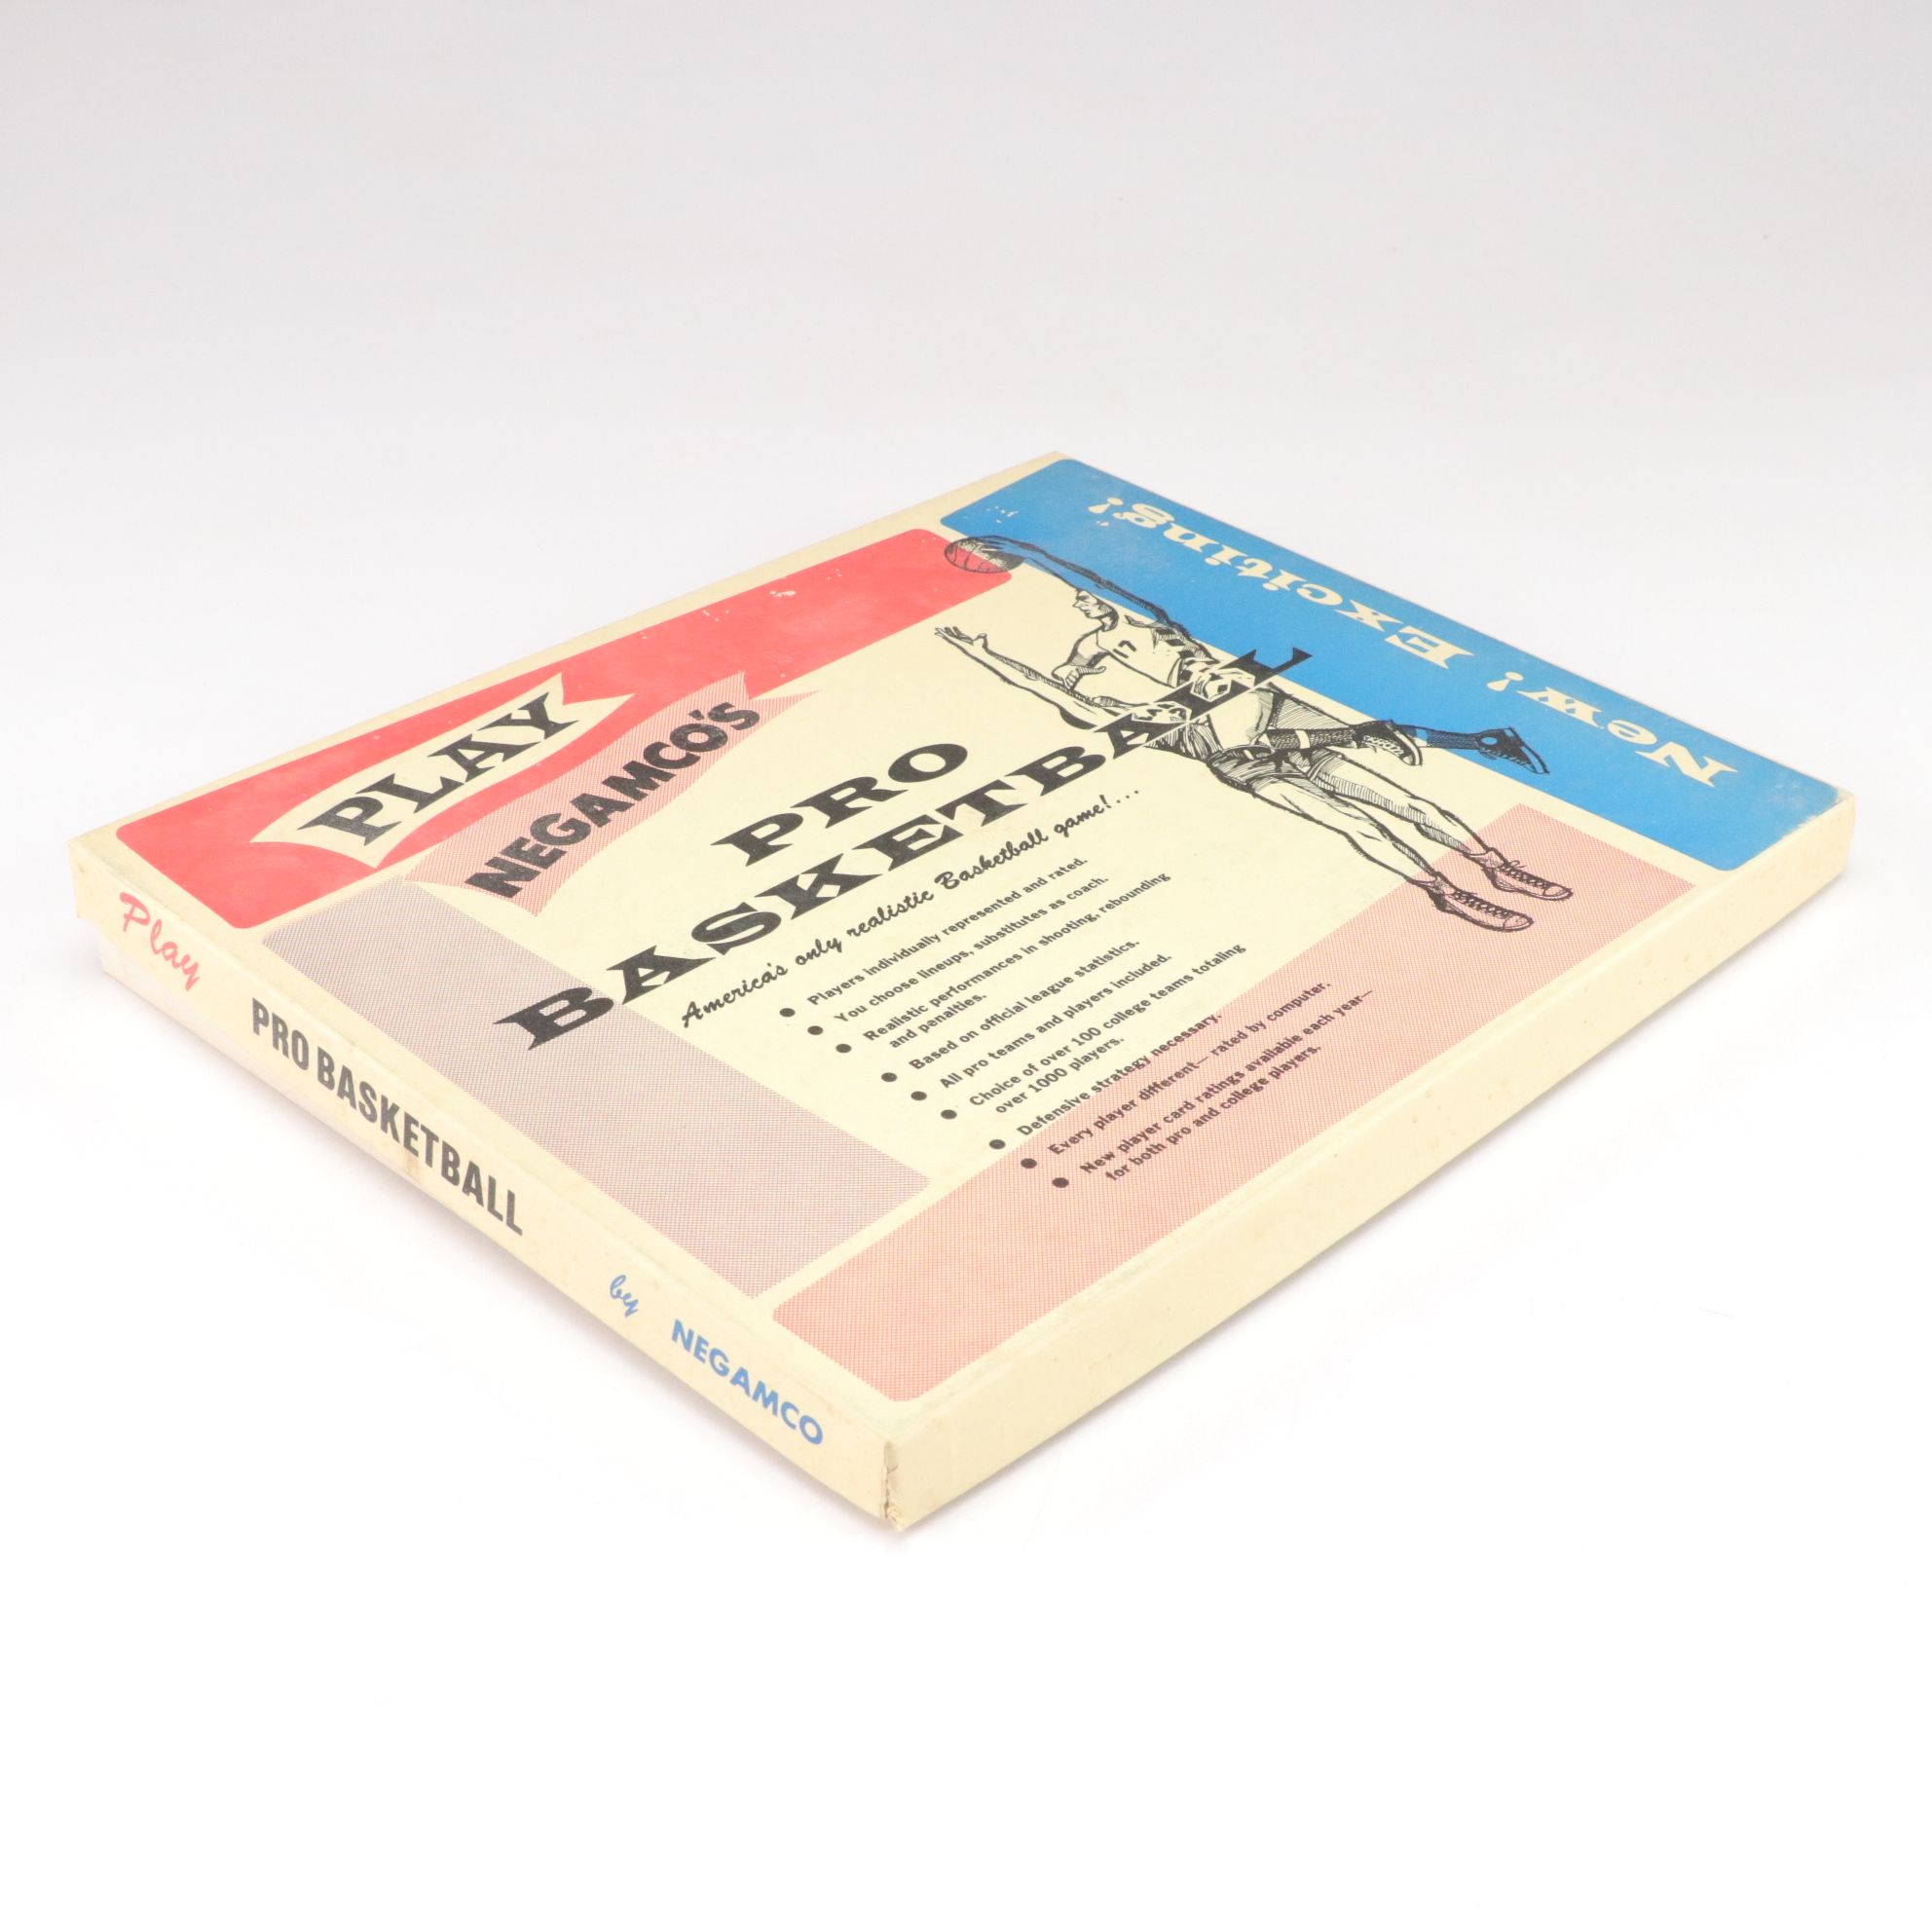 PLAY
NEGAMCO'S
PRO
BASKETBALL
America's only realistic Basketball game!...
● Players individually represented and rated.
● You choose lineups, substitutes as coach.
● Realistic performances in shooting, rebounding
and penalties.
● Based on official league statistics.
● All pro teams and players included.
● Choice of over 100 college teams totaling
over 1000 players.
● Defensive strategy necessary.
● Every player different— rated by computer.
● New player card ratings available each year—
for both pro and college players.
New! Exciting!
17
Play PRO BASKETBALL by NEGAMCO